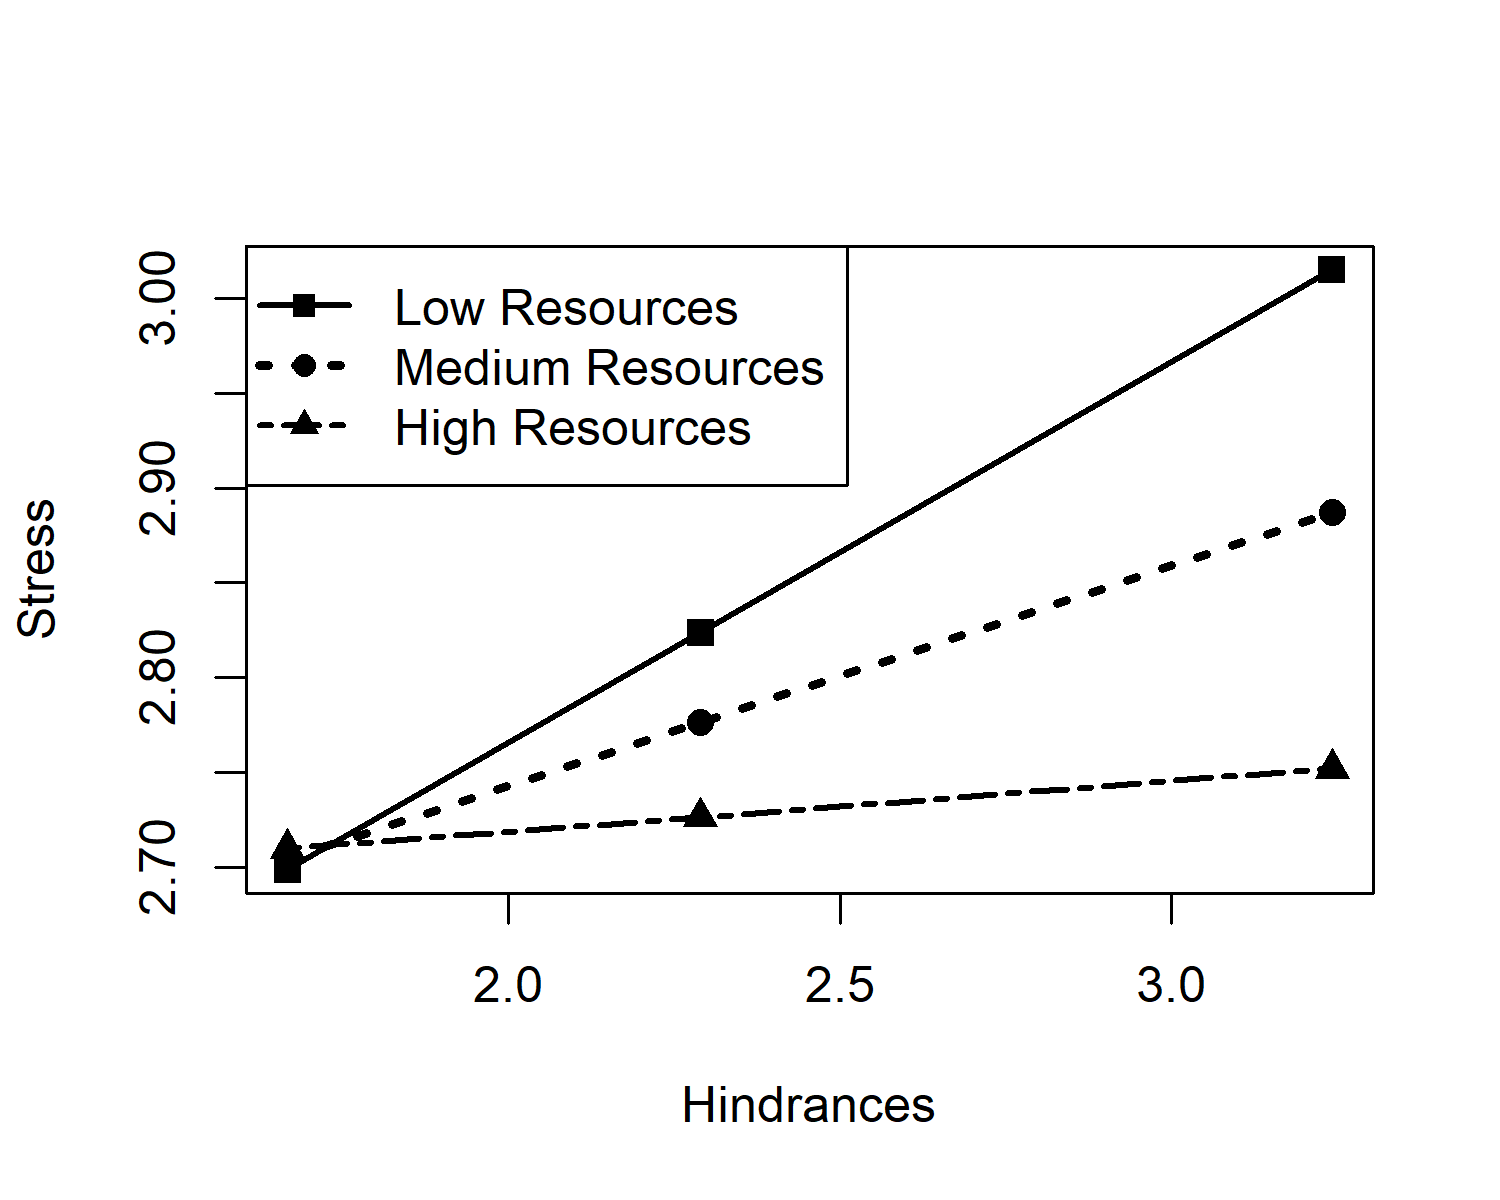 Low Resources
Medium Resources
High Resources
3.00
2.90
2.80
2.70
Stress
2.0 2.5 3.0
Hindrances